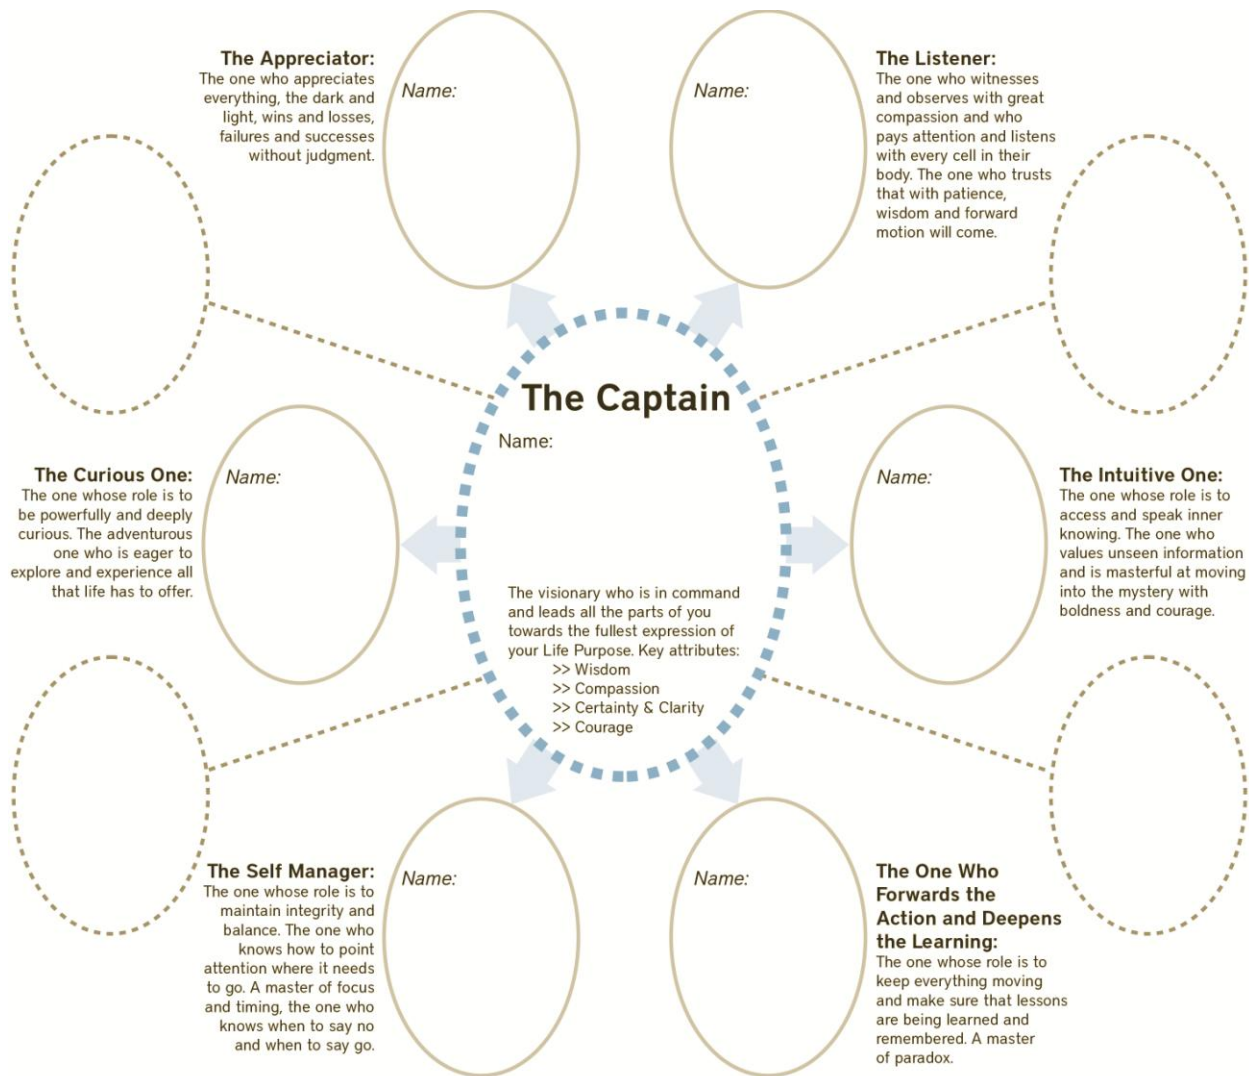 The Appreciator:
The one who appreciates
everything, the dark and
light, wins and losses,
failures and successes
without judgment.
Name:
Name:
The Listener:
The one who witnesses
and observes with great
compassion and who
pays attention and listens
with every cell in their
body. The one who trusts
that with patience,
wisdom and forward
motion will come.
The Captain
Name:
The visionary who is in command
and leads all the parts of you
towards the fullest expression of
your Life Purpose. Key attributes:
>> Wisdom
>> Compassion
>> Certainty & Clarity
>> Courage
The Curious One:
The one whose role is to
be powerfully and deeply
curious. The adventurous
one who is eager to
explore and experience all
that life has to offer.
Name:
Name:
The Intuitive One:
The one whose role is to
access and speak inner
knowing. The one who
values unseen information
and is masterful at moving
into the mystery with
boldness and courage.
The Self Manager:
The one whose role is to
maintain integrity and
balance. The one who
knows how to point
attention where it needs
to go. A master of focus
and timing, the one who
knows when to say no
and when to say go.
Name:
Name:
The One Who
Forwards the
Action and Deepens
the Learning:
The one whose role is to
keep everything moving
and make sure that lessons
are being learned and
remembered. A master
of paradox.